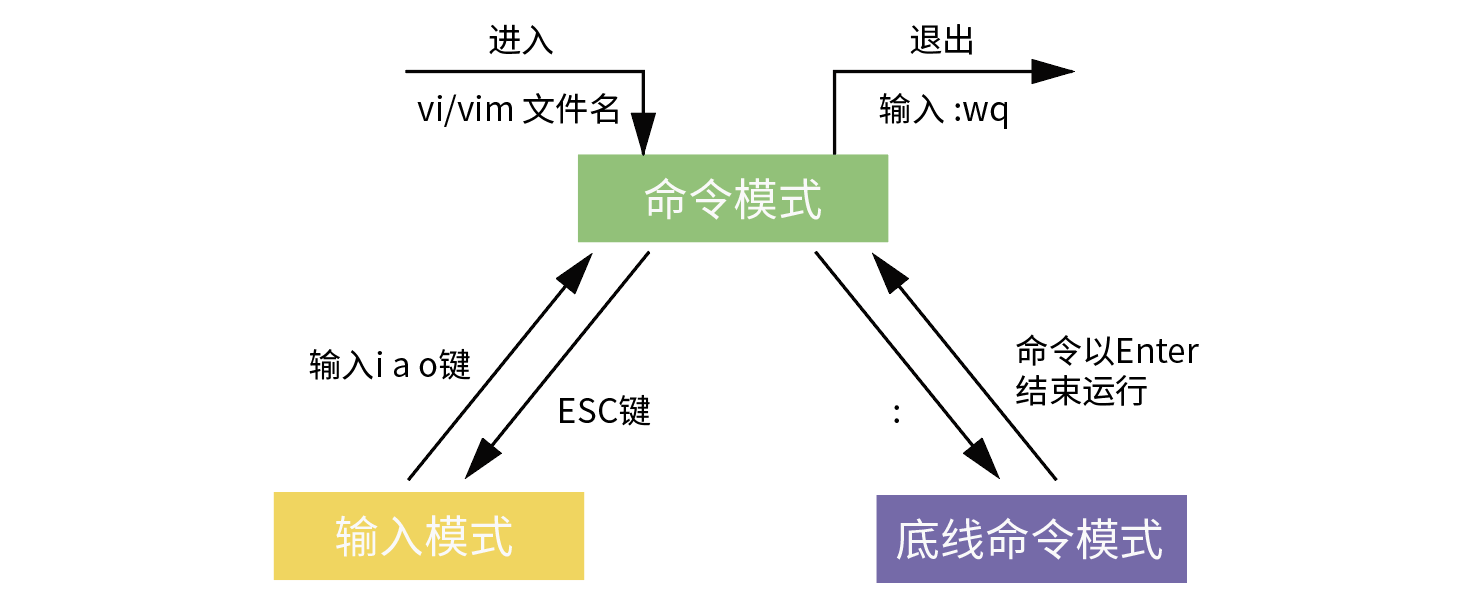 进入
退出
vi/vim 文件名
输入 :wq
命令模式
输入i a o键
ESC键
:
命令以Enter
结束运行
输入模式
底线命令模式